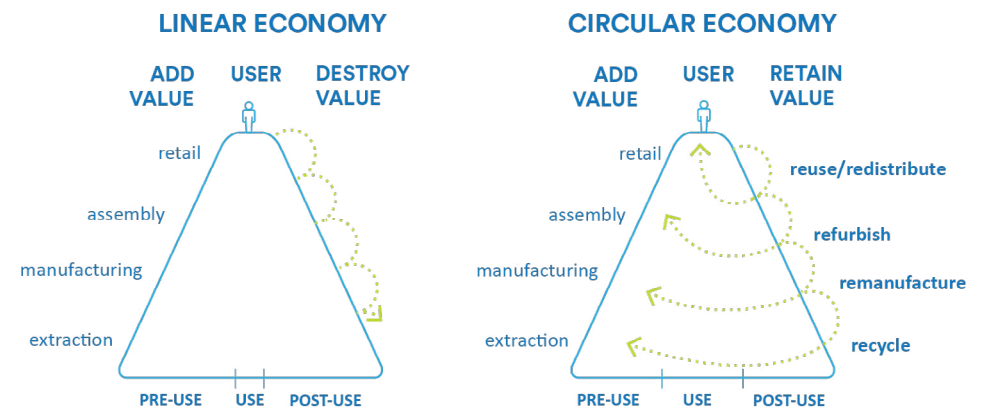 LINEAR ECONOMY
ADD
VALUE
USER
DESTROY
VALUE
retail
assembly
manufacturing
extraction
PRE-USE
USE
POST-USE
CIRCULAR ECONOMY
ADD
VALUE
USER
RETAIN
VALUE
retail
assembly
manufacturing
extraction
reuse/redistribute
refurbish
remanufacture
recycle
PRE-USE
USE
POST-USE